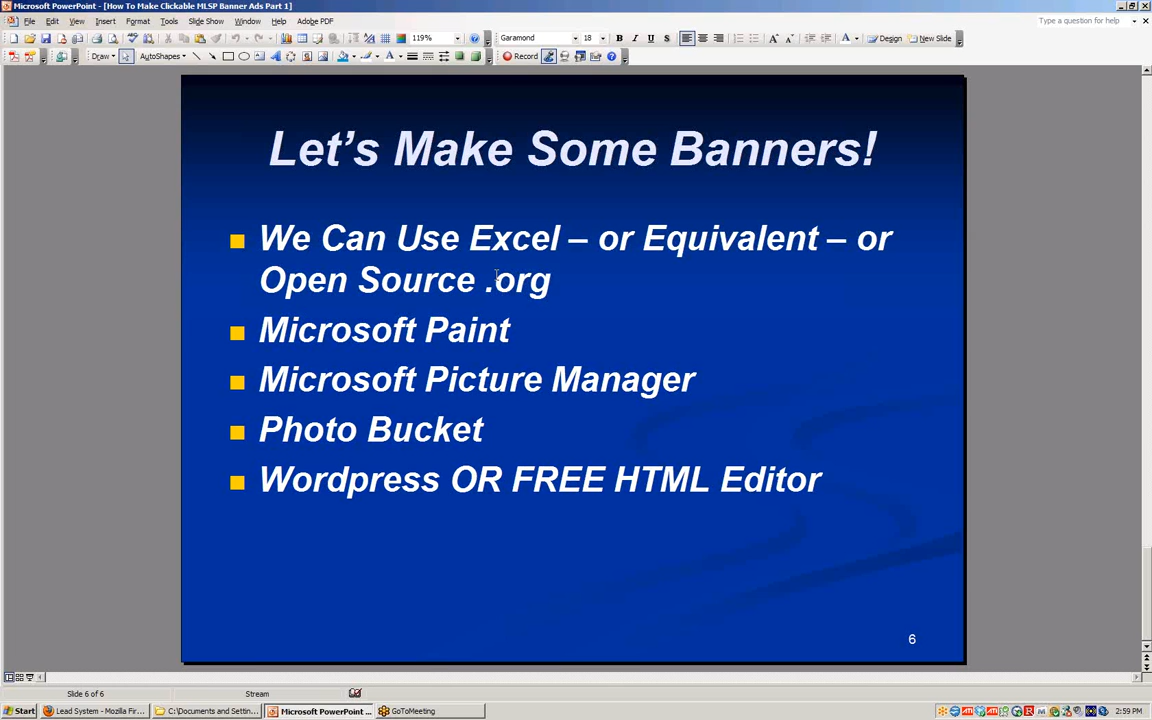 Microsoft PowerPoint - [How To Make Clickable MLSP Banner Ads Part 1]
File Edit View Insert Format Tools Slide Show Window Help Adobe PDF
Type a question for help
119% Garamond 18 B I U S Design New Slide
Draw AutoShapes Record
Let's Make Some Banners!
We Can Use Excel – or Equivalent – or
Open Source .org
Microsoft Paint
Microsoft Picture Manager
Photo Bucket
Wordpress OR FREE HTML Editor
6
Slide 6 of 6 Stream
Start Lead System - Mozilla Fir... C:\Documents and Settin... Microsoft PowerPoint ... GoToMeeting 2:59 PM